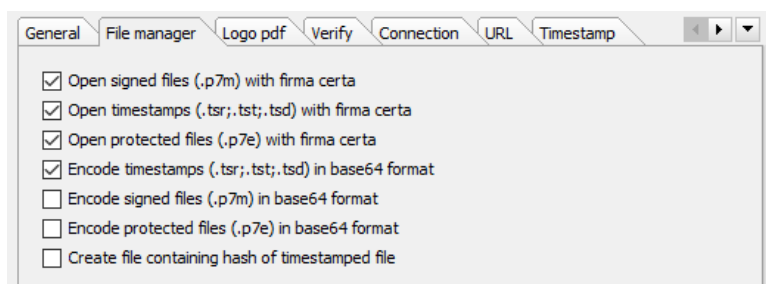 General File manager Logo pdf Verify Connection URL Timestamp
Open signed files (.p7m) with firma certa
Open timestamps (.tsr;.tst;.tsd) with firma certa
Open protected files (.p7e) with firma certa
Encode timestamps (.tsr;.tst;.tsd) in base64 format
Encode signed files (.p7m) in base64 format
Encode protected files (.p7e) in base64 format
Create file containing hash of timestamped file